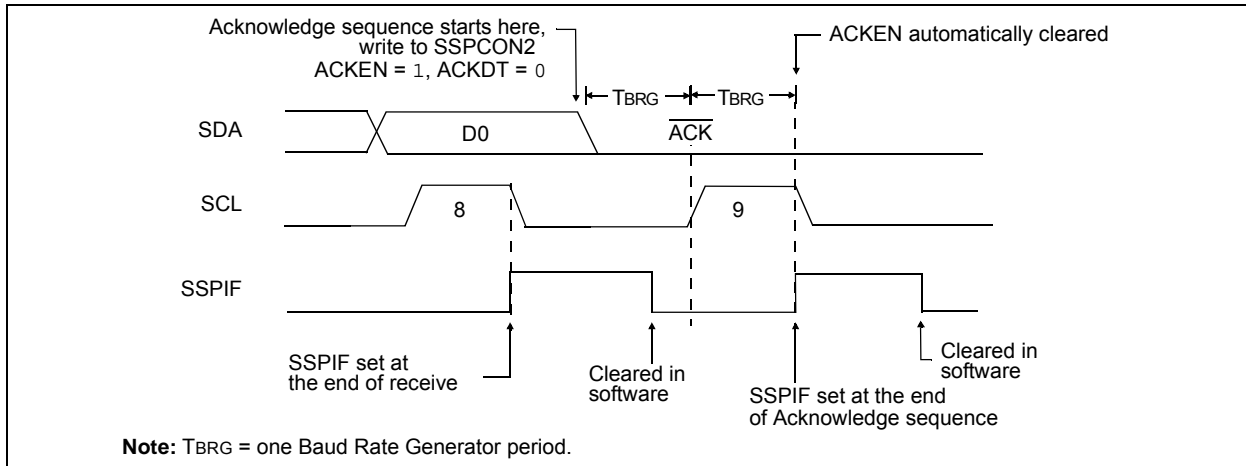 Acknowledge sequence starts here,
write to SSPCON2
ACKEN = 1, ACKDT = 0
ACKEN automatically cleared
TBRG
TBRG
SDA
D0
ACK
SCL
8
9
SSPIF
SSPIF set at
the end of receive
Cleared in
software
SSPIF set at the end
of Acknowledge sequence
Cleared in
software
Note: TBRG = one Baud Rate Generator period.